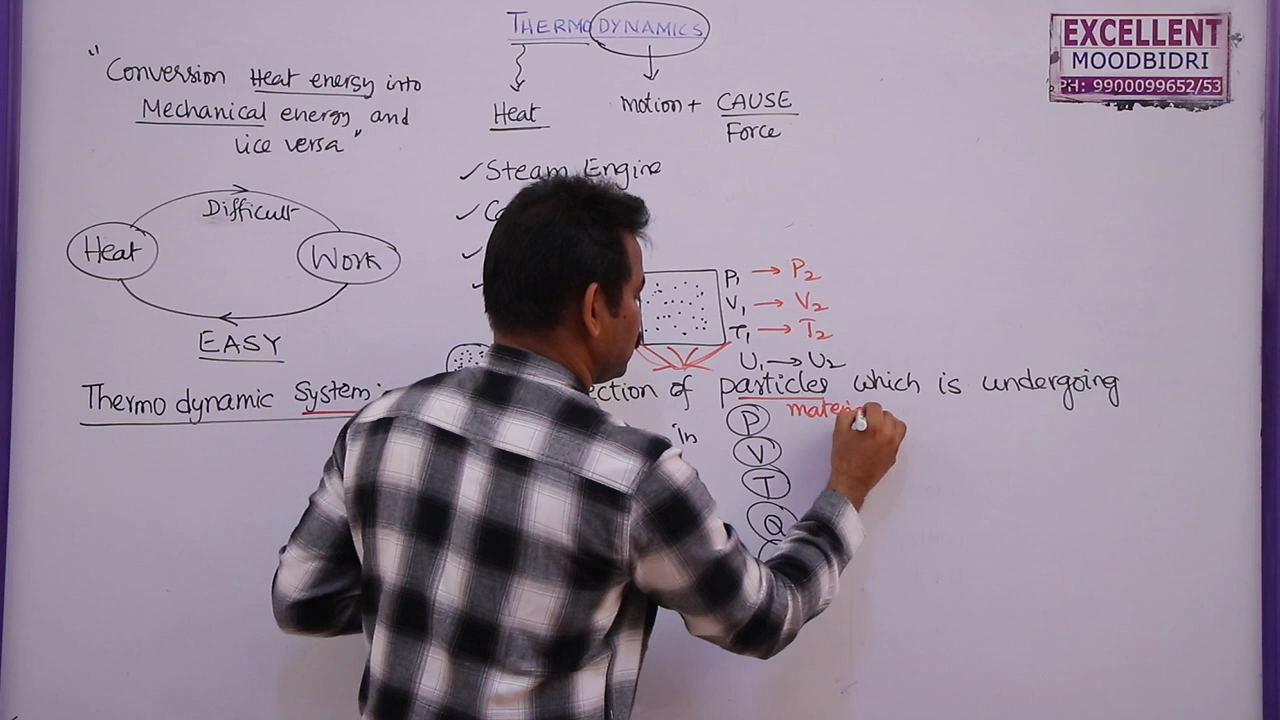 THERMODYNAMICS
EXCELLENT
MOODBIDRI
PH: 9900099652/53
"Conversion Heat energy into
Mechanical energy and
vice versa"
Heat
motion + CAUSE
Force
✓ Steam Engine
✓
✓
Difficult
Heat
Work
EASY
P₁ → P₂
V₁ → V₂
T₁ → T₂
U₁ → U₂
Thermo dynamic System of particles which is undergoing
in
P
V
T
Q